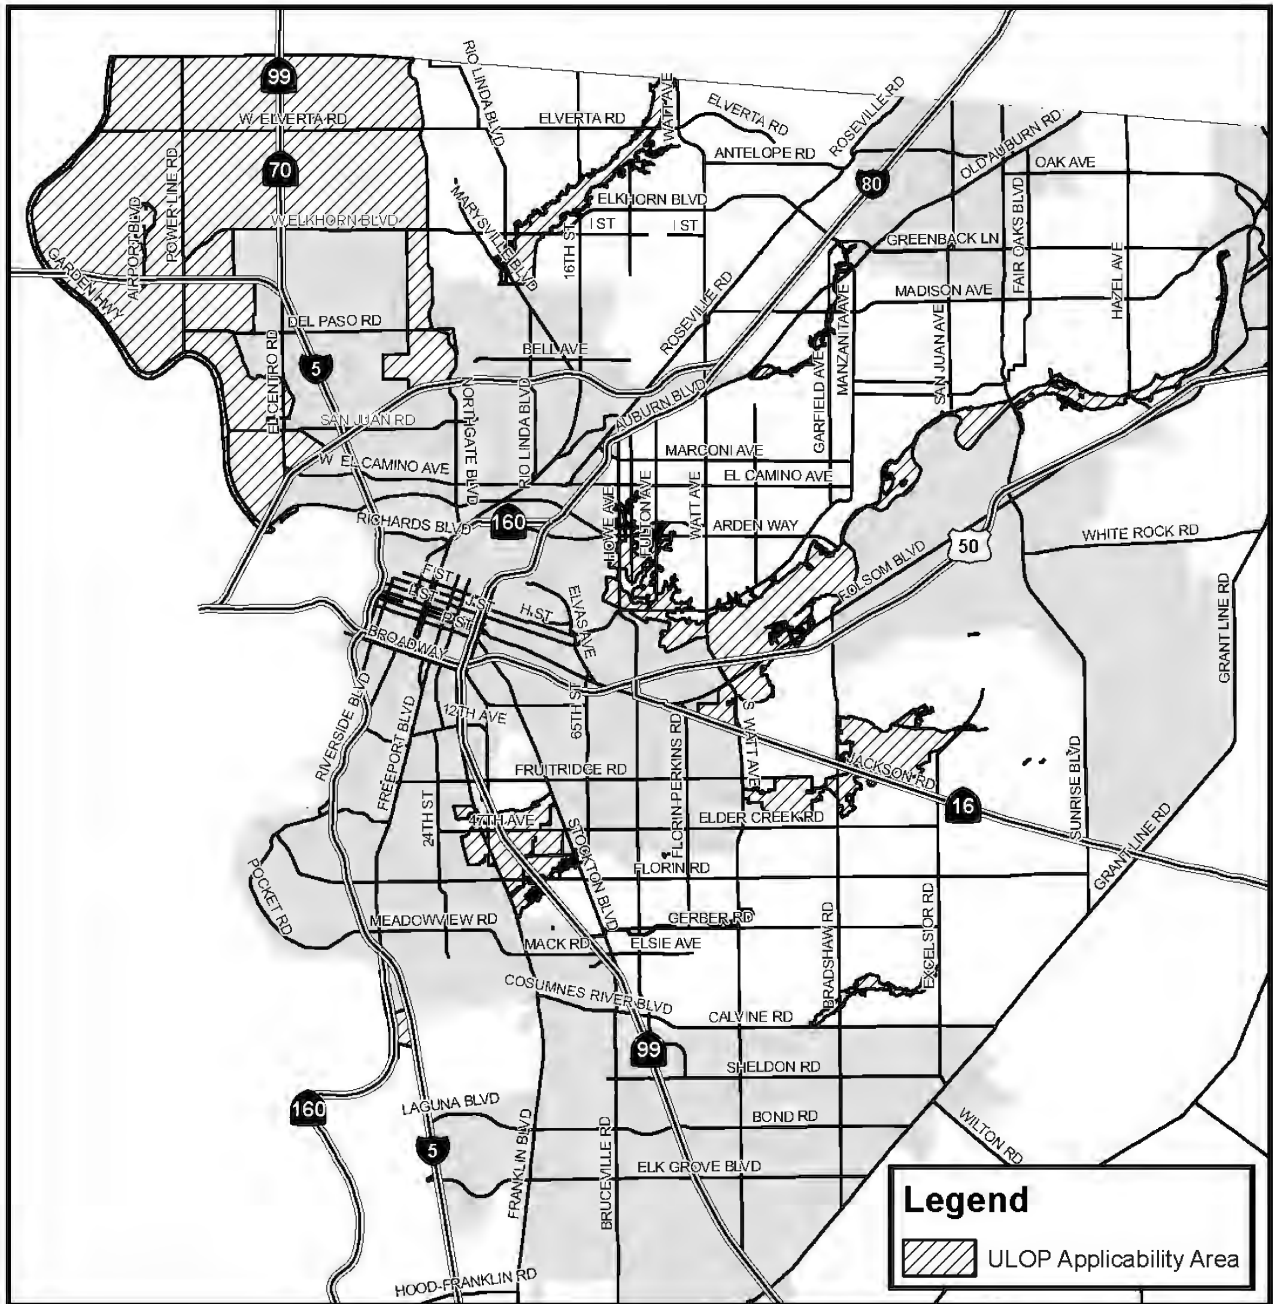 99
RIO LINDA BLVD
WATT AVE
ELVERTA RD
ROSEVILLE RD
W ELVERTA RD
ELVERTA RD
OLD AUBURN RD
ANTELOPE RD
OAK AVE
POWER LINE RD
70
80
MARYSVILLE BLVD
AIRPORT BLVD
ELKHORN BLVD
FAIR OAKS BLVD
W ELKHORN BLVD
16TH ST
I ST
I ST
GREENBACK LN
HAZEL AVE
GARDEN HWY
MANZANITA AVE
MADISON AVE
ROSEVILLE RD
SAN JUAN AVE
DEL PASO RD
EL CENTRO RD
5
BELL AVE
GARFIELD AVE
NORTHGATE BLVD
RIO LINDA BLVD
AUBURN BLVD
SAN JUAN RD
MARCONI AVE
W EL CAMINO AVE
EL CAMINO AVE
HOWE AVE
FULTON AVE
WATT AVE
RICHARDS BLVD
160
ARDEN WAY
WHITE ROCK RD
50
FOLSOM BLVD
F ST
J ST
H ST
P ST
ELVAS AVE
GRANT LINE RD
BROADWAY
RIVERSIDE BLVD
65TH ST
12TH AVE
FREEPORT BLVD
FLORIN-PERKINS RD
S WATT AVE
JACKSON RD
SUNRISE BLVD
FRUITRIDGE RD
16
24TH ST
47TH AVE
STOCKTON BLVD
ELDER CREEK RD
GRANT LINE RD
FLORIN RD
POCKET RD
MEADOWVIEW RD
GERBER RD
MACK RD
ELSIE AVE
BRADSHAW RD
EXCELSIOR RD
COSUMNES RIVER BLVD
CALVINE RD
99
SHELDON RD
160
LAGUNA BLVD
BOND RD
WILTON RD
5
FRANKLIN BLVD
BRUCEVILLE RD
ELK GROVE BLVD
HOOD-FRANKLIN RD
Legend
ULOP Applicability Area